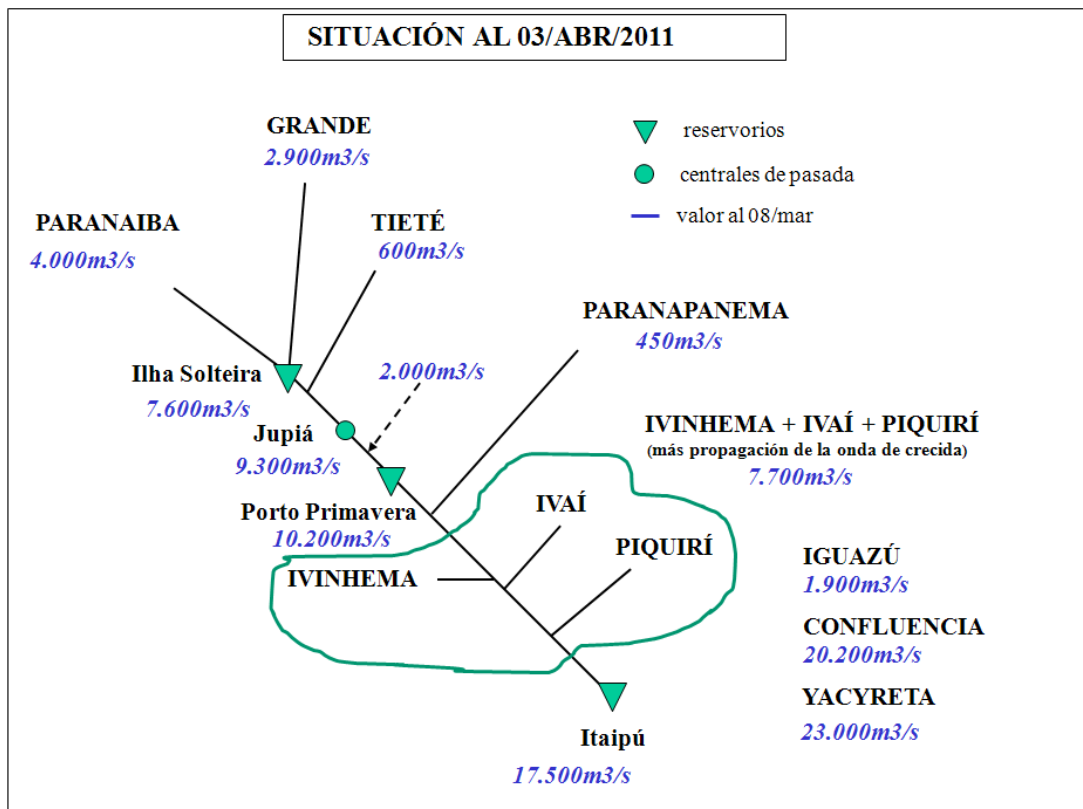 SITUACIÓN AL 03/ABR/2011
GRANDE
2.900m3/s
reservorios
centrales de pasada
valor al 08/mar
PARANAIBA
4.000m3/s
TIETÉ
600m3/s
PARANAPANEMA
450m3/s
Ilha Solteira
7.600m3/s
2.000m3/s
Jupiá
9.300m3/s
IVINHEMA + IVAÍ + PIQUIRÍ
(más propagación de la onda de crecida)
7.700m3/s
Porto Primavera
10.200m3/s
IVAÍ
PIQUIRÍ
IVINHEMA
IGUAZÚ
1.900m3/s
CONFLUENCIA
20.200m3/s
YACYRETA
23.000m3/s
Itaipú
17.500m3/s